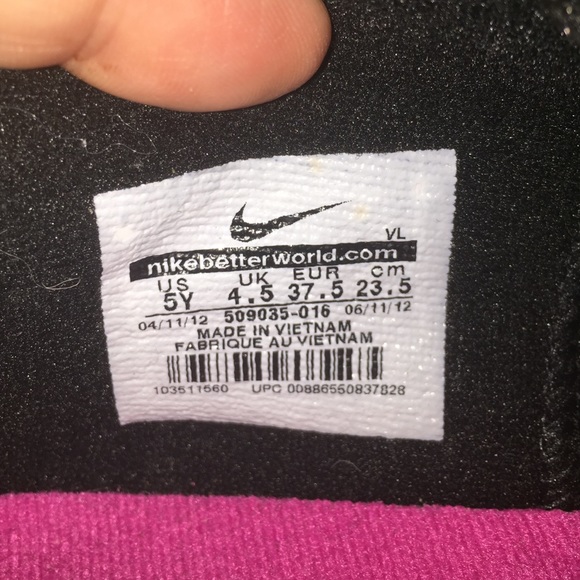 VL
nikebetterworld.com
US UK EUR cm
5Y 4.5 37.5 23.5
04/11/12 509035-016 06/11/12
MADE IN VIETNAM
FABRIQUE AU VIETNAM
103511560 UPC 00886550837828